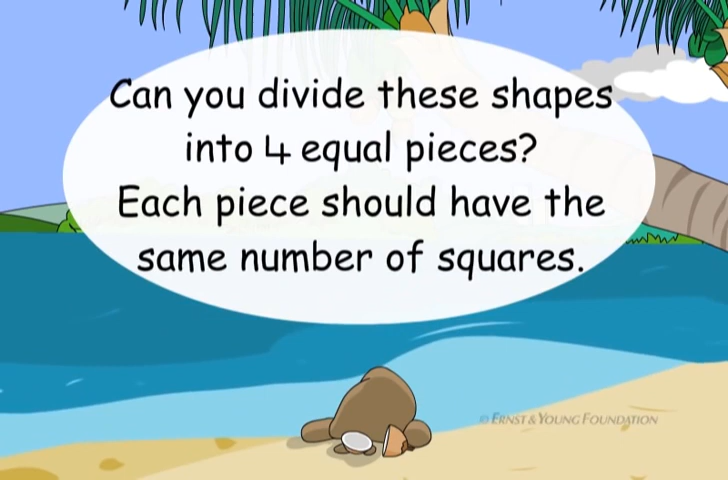 Can you divide these shapes
into 4 equal pieces?
Each piece should have the
same number of squares.
© ERNST & YOUNG FOUNDATION